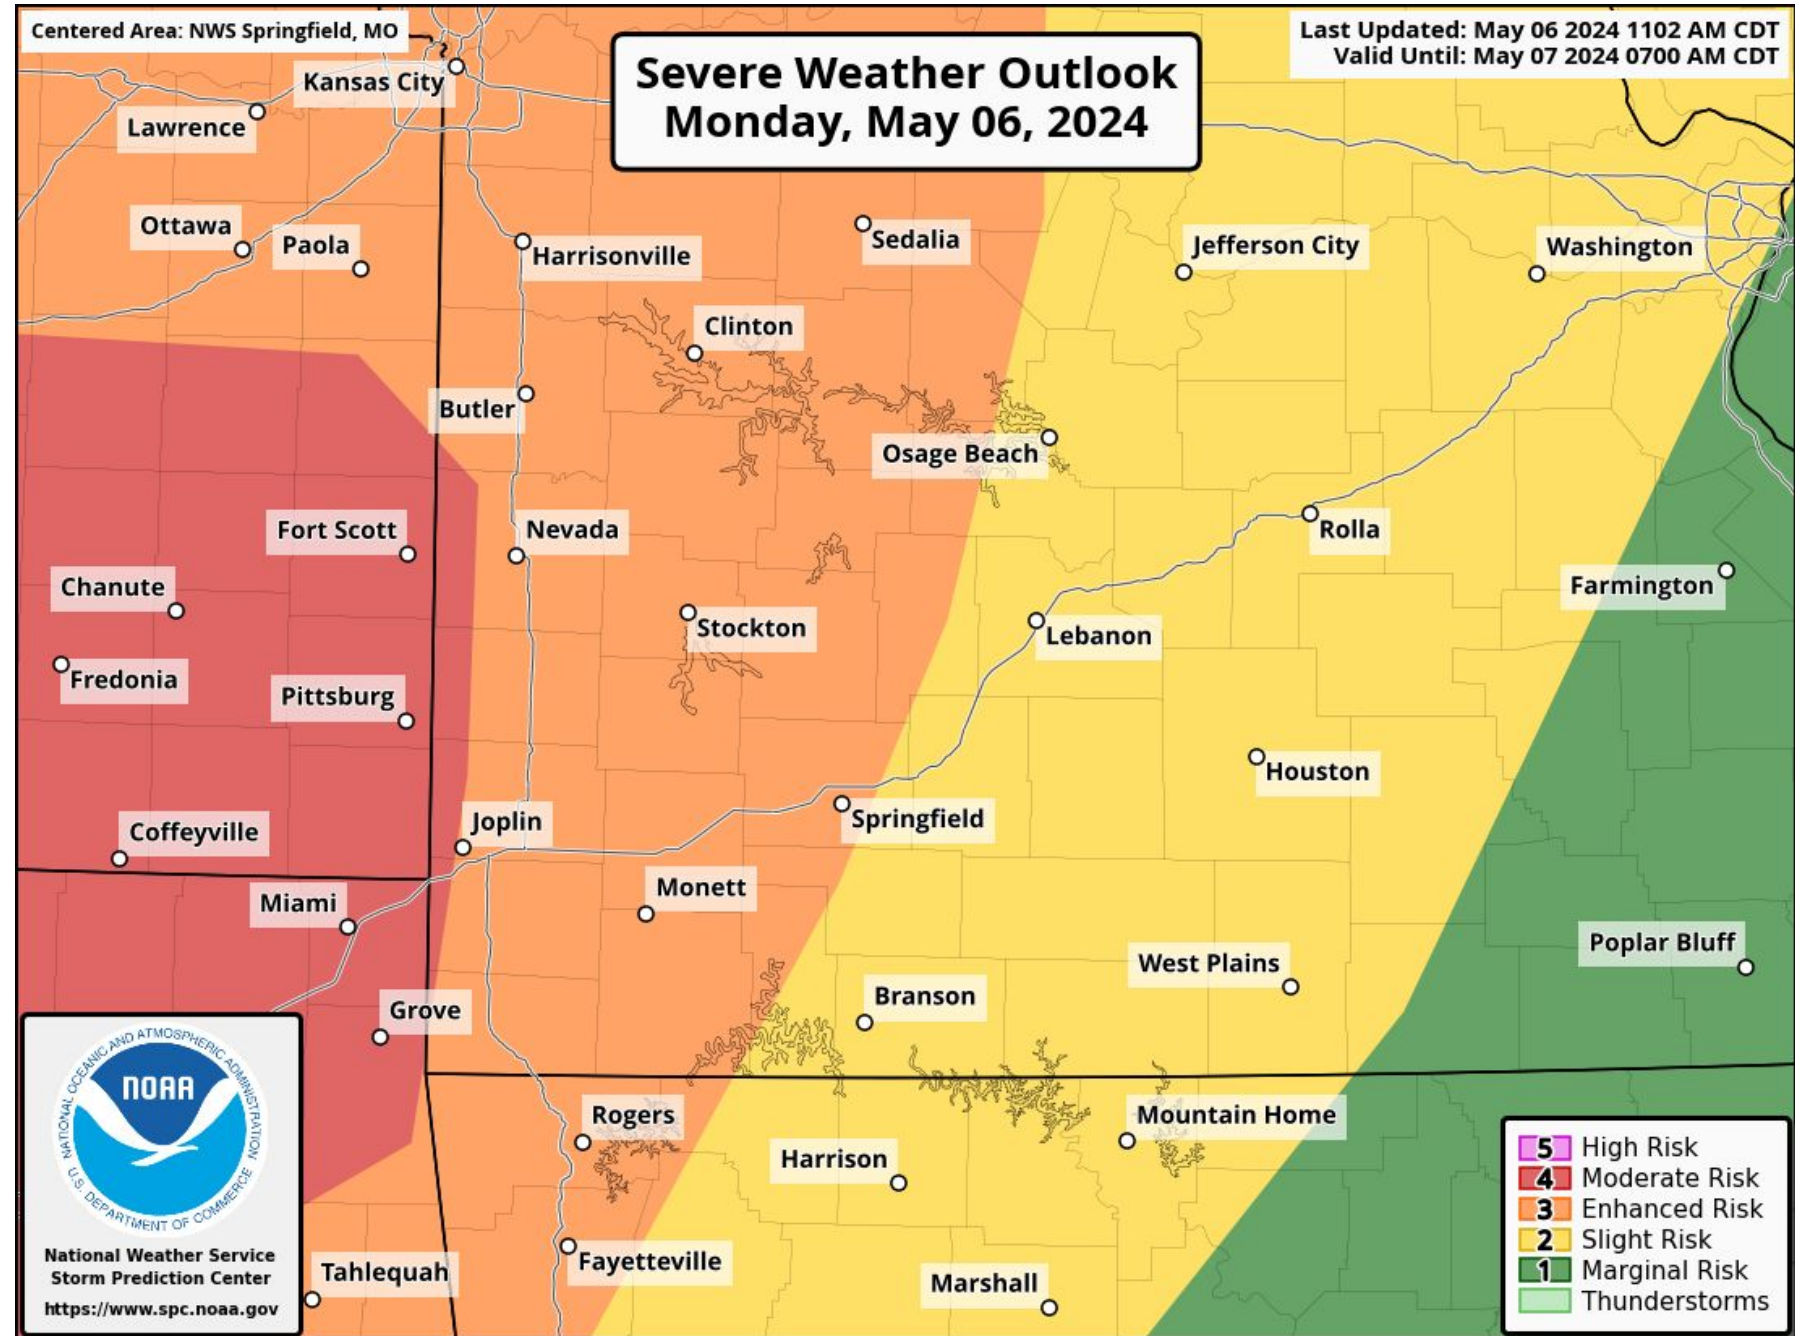 Centered Area: NWS Springfield, MO
Last Updated: May 06 2024 1102 AM CDT
Valid Until: May 07 2024 0700 AM CDT
Severe Weather Outlook
Monday, May 06, 2024
Kansas City
Lawrence
Ottawa
Paola
Harrisonville
Sedalia
Jefferson City
Washington
Clinton
Butler
Osage Beach
Fort Scott
Nevada
Rolla
Chanute
Farmington
Stockton
Lebanon
Fredonia
Pittsburg
Houston
Coffeyville
Joplin
Springfield
Miami
Monett
Poplar Bluff
West Plains
Branson
Grove
Rogers
Mountain Home
Harrison
Fayetteville
Tahlequah
Marshall
NATIONAL OCEANIC AND ATMOSPHERIC ADMINISTRATION
NOAA
U.S. DEPARTMENT OF COMMERCE
National Weather Service
Storm Prediction Center
https://www.spc.noaa.gov
5 High Risk
4 Moderate Risk
3 Enhanced Risk
2 Slight Risk
1 Marginal Risk
Thunderstorms